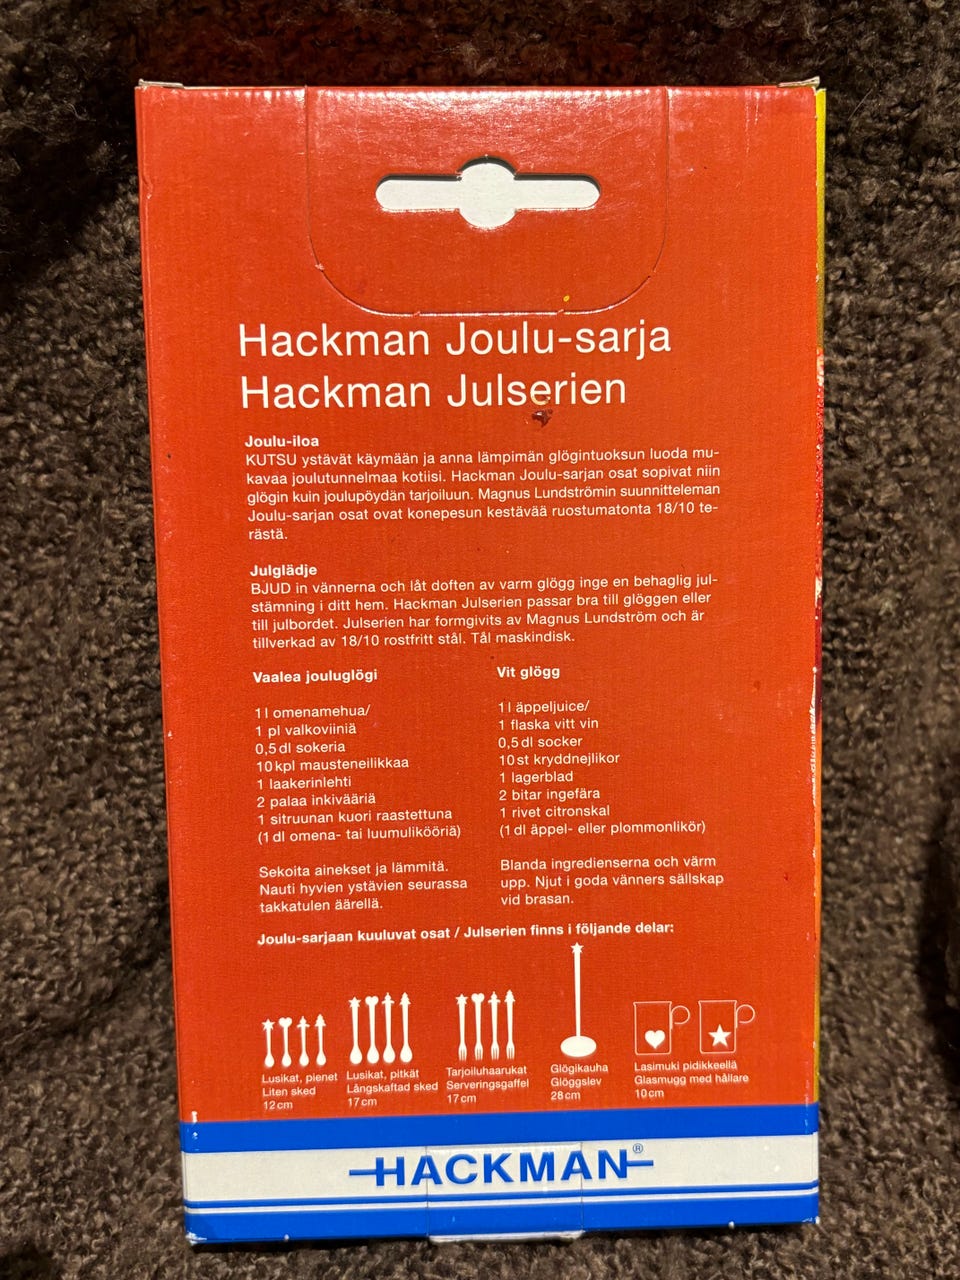 Hackman Joulu-sarja
Hackman Julserien
Joulu-iloa
KUTSU ystävät käymään ja anna lämpimän glögintuoksun luoda mu-
kavaa joulutunnelmaa kotiisi. Hackman Joulu-sarjan osat sopivat niin
glögin kuin joulupöydän tarjoiluun. Magnus Lundströmin suunnitteleman
Joulu-sarjan osat ovat konepesun kestävää ruostumatonta 18/10 te-
rästä.
Julglädje
BJUD in vännerna och låt doften av varm glögg inge en behaglig jul-
stämning i ditt hem. Hackman Julserien passar bra till glöggen eller
till julbordet. Julserien har formgivits av Magnus Lundström och är
tillverkad av 18/10 rostfritt stål. Tål maskindisk.
Vaalea jouluglögi
1 l omenamehua/
1 pl valkoviiniä
0,5 dl sokeria
10 kpl mausteneilikkaa
1 laakerinlehti
2 palaa inkivääriä
1 sitruunan kuori raastettuna
(1 dl omena- tai luumulikööriä)
Sekoita ainekset ja lämmitä.
Nauti hyvien ystävien seurassa
takkatulen äärellä.
Vit glögg
1 l äppeljuice/
1 flaska vitt vin
0,5 dl socker
10 st kryddnejlikor
1 lagerblad
2 bitar ingefära
1 rivet citronskal
(1 dl äppel- eller plommonlikör)
Blanda ingredienserna och värm
upp. Njut i goda vänners sällskap
vid brasan.
Joulu-sarjaan kuuluvat osat / Julserien finns i följande delar:
Lusikat, pienet
Liten sked
12 cm
Lusikat, pitkät
Långskaftad sked
17 cm
Tarjoiluhaarukat
Serveringsgaffel
17 cm
Glögikauha
Glöggslev
28 cm
Lasimuki pidikkeellä
Glasmugg med hållare
10 cm
HACKMAN®